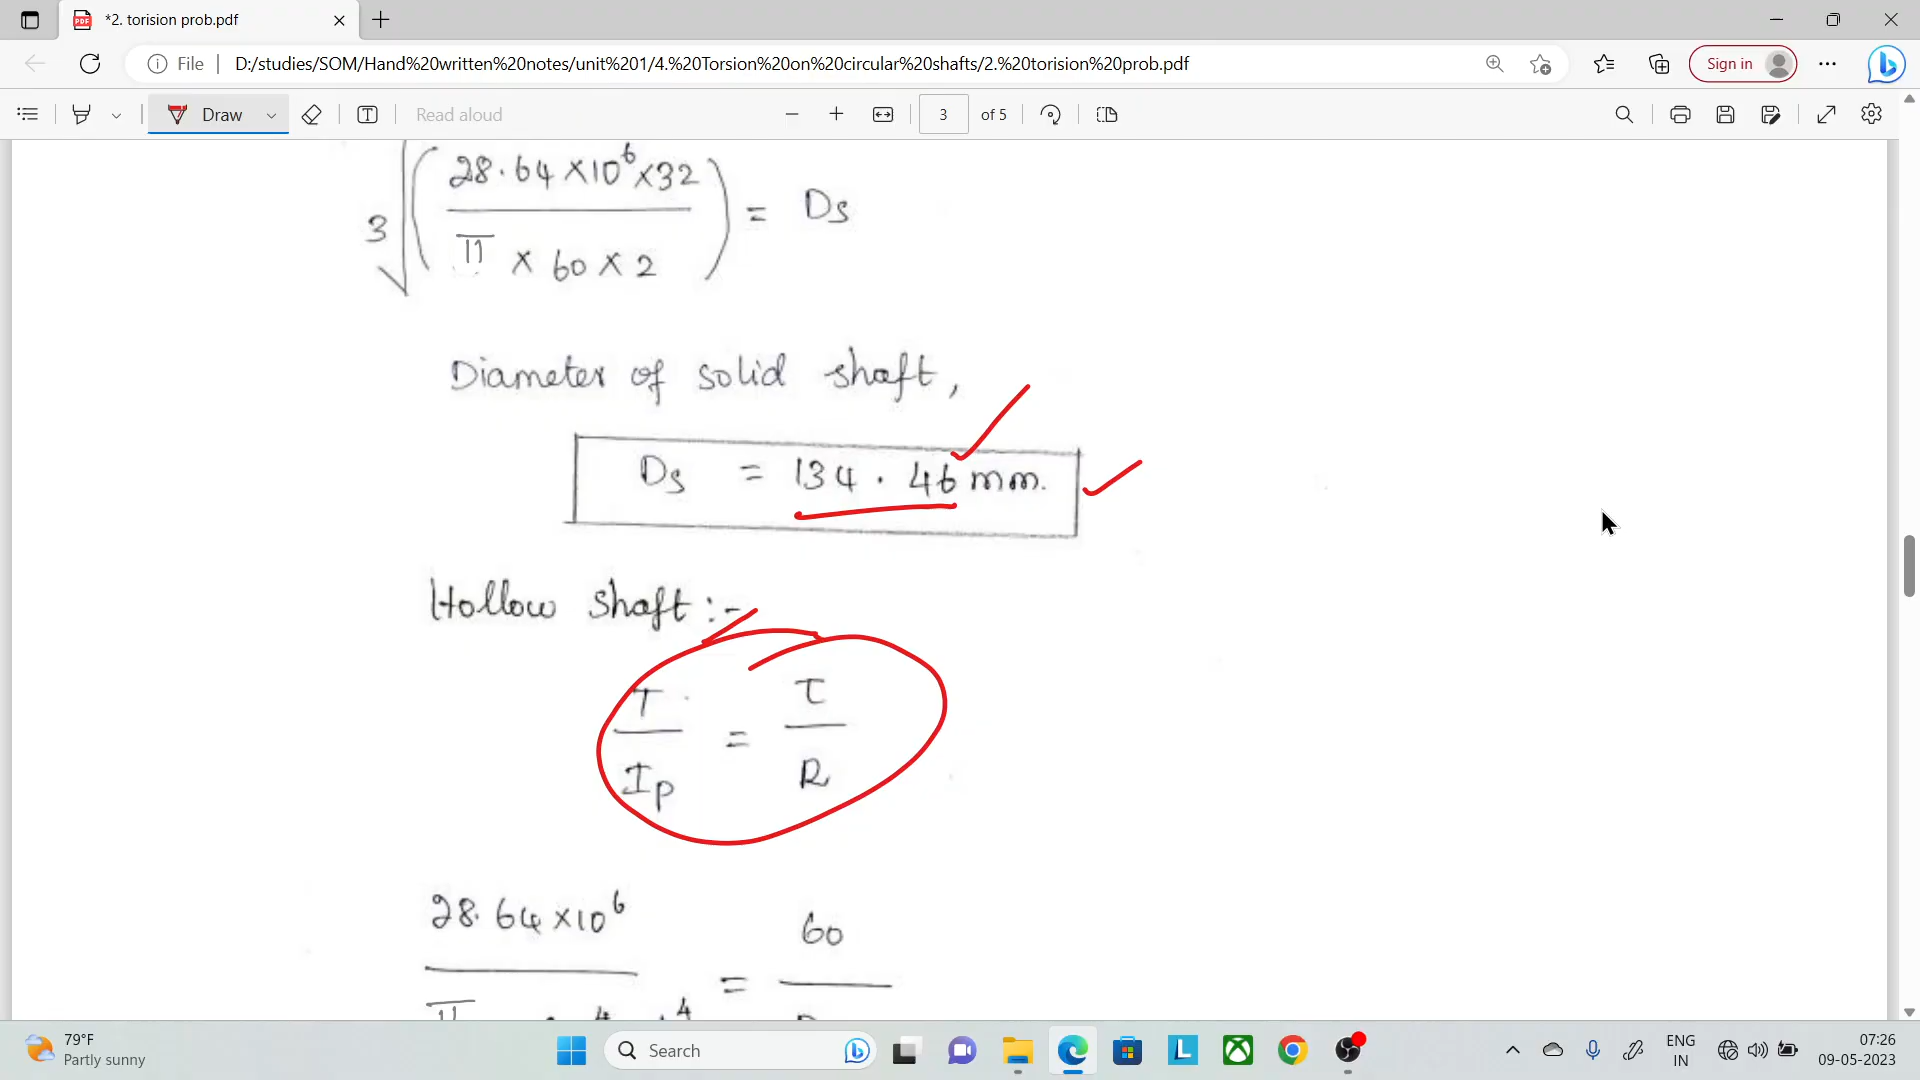 *2. torision prob.pdf
File
D:/studies/SOM/Hand%20written%20notes/unit%201/4.%20Torsion%20on%20circular%20shafts/2.%20torision%20prob.pdf
Sign in
Draw
Read aloud
3 of 5
3√(28.64 ×10⁶×32 / π × 60 × 2) = Ds
Diameter of solid shaft,
Ds = 134.46 mm.
Hollow shaft :-
T / Ip = τ / R
28.64 ×10⁶ = 60
79°F
Partly sunny
Search
ENG
IN
07:26
09-05-2023